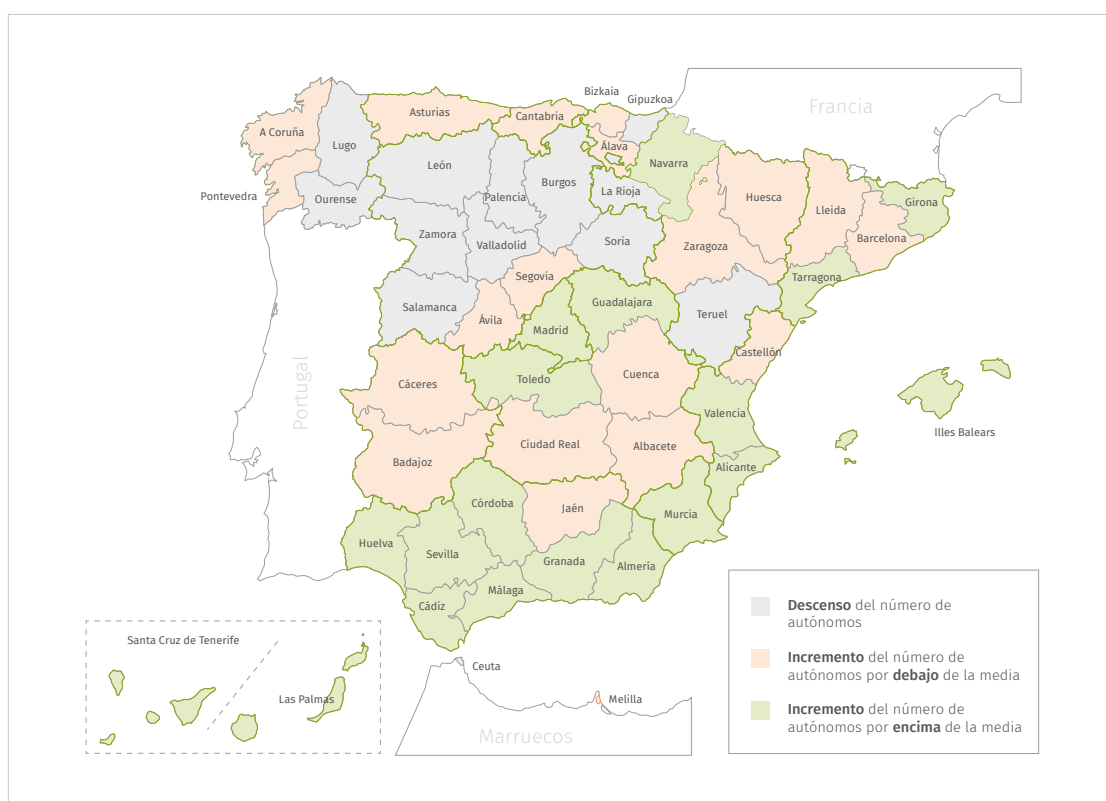 Bizkaia
Gipuzkoa
Francia
Asturias
Cantabria
A Coruña
Lugo
Álava
León
Navarra
Pontevedra
Ourense
Palencia
Burgos
La Rioja
Huesca
Lleida
Girona
Zamora
Valladolid
Soria
Zaragoza
Barcelona
Segovia
Tarragona
Salamanca
Ávila
Guadalajara
Teruel
Madrid
Castellón
Portugal
Cáceres
Toledo
Cuenca
Valencia
Illes Balears
Badajoz
Ciudad Real
Albacete
Alicante
Córdoba
Jaén
Murcia
Huelva
Sevilla
Granada
Almería
Málaga
Cádiz
Descenso del número de
autónomos
Incremento del número de
autónomos por debajo de la media
Incremento del número de
autónomos por encima de la media
Santa Cruz de Tenerife
Las Palmas
Ceuta
Melilla
Marruecos